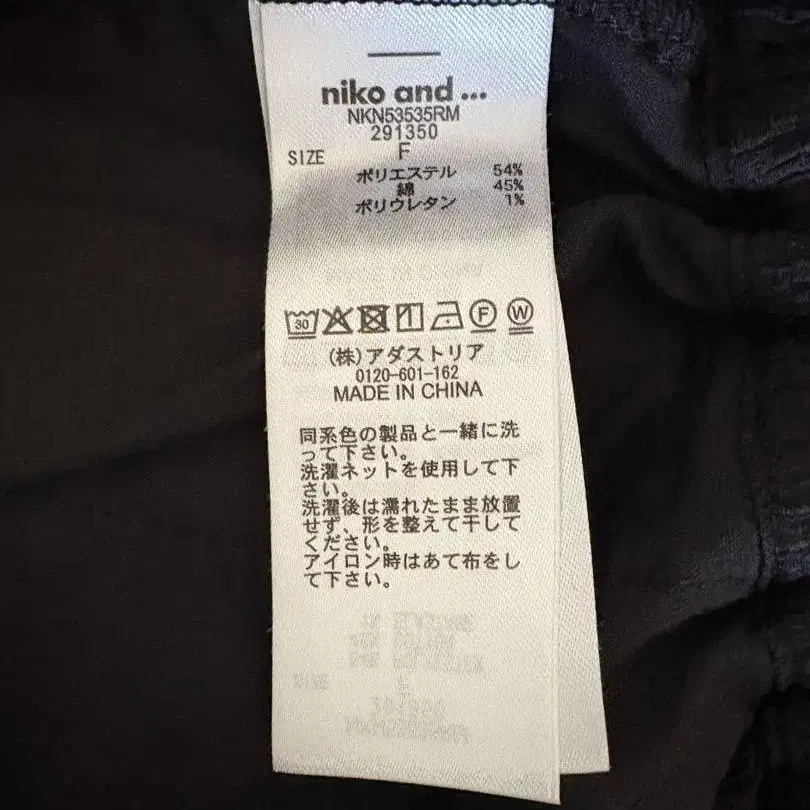 niko and ...
NKN53535RM
291350
SIZE F
ポリエステル 54%
綿 45%
ポリウレタン 1%
30 F W
(株)アダストリア
0120-601-162
MADE IN CHINA
同系色の製品と一緒に洗
って下さい。
洗濯ネットを使用して下
さい。
洗濯後は濡れたまま放置
せず、形を整えて干して
ください。
アイロン時はあて布をし
て下さい。